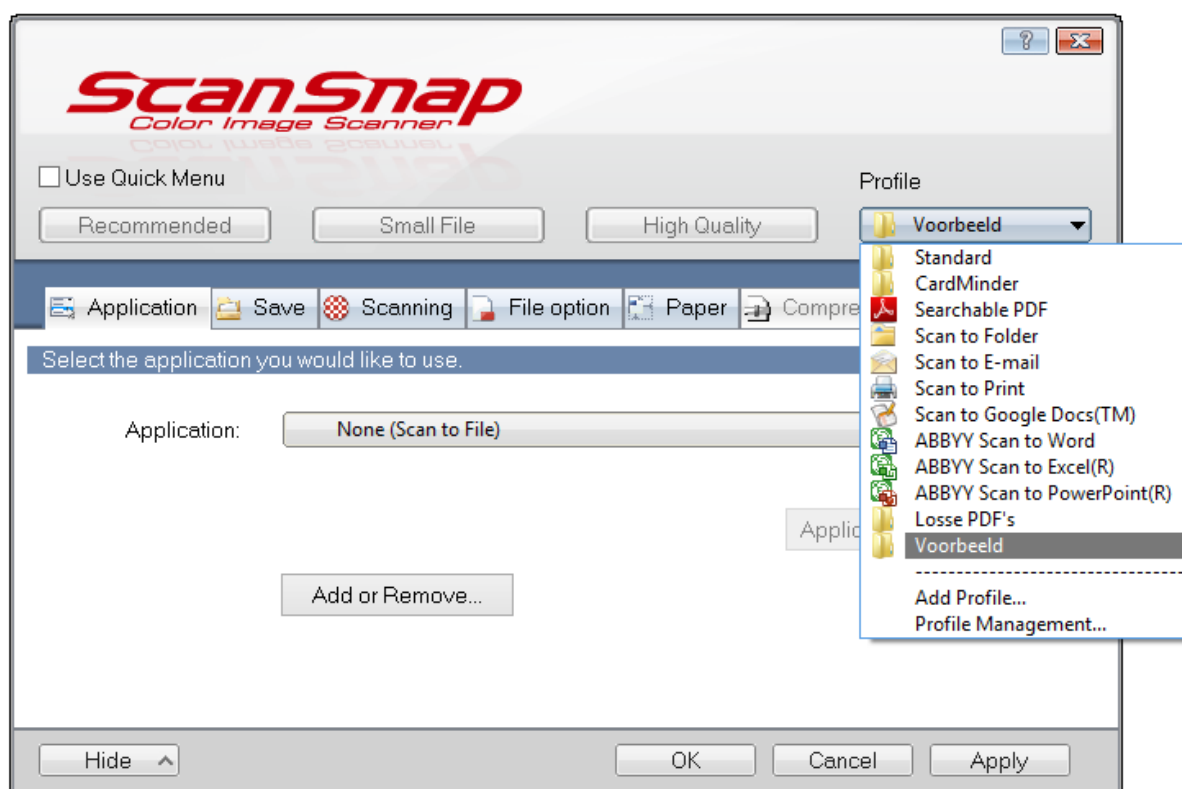 ScanSnap
Color Image Scanner
Use Quick Menu
Profile
Recommended
Small File
High Quality
Voorbeeld
Standard
CardMinder
Searchable PDF
Scan to Folder
Scan to E-mail
Scan to Print
Scan to Google Docs(TM)
ABBYY Scan to Word
ABBYY Scan to Excel(R)
ABBYY Scan to PowerPoint(R)
Losse PDF's
Voorbeeld
Add Profile...
Profile Management...
Application
Save
Scanning
File option
Paper
Compre
Select the application you would like to use.
Application:
None (Scan to File)
Applic
Add or Remove...
Hide
OK
Cancel
Apply